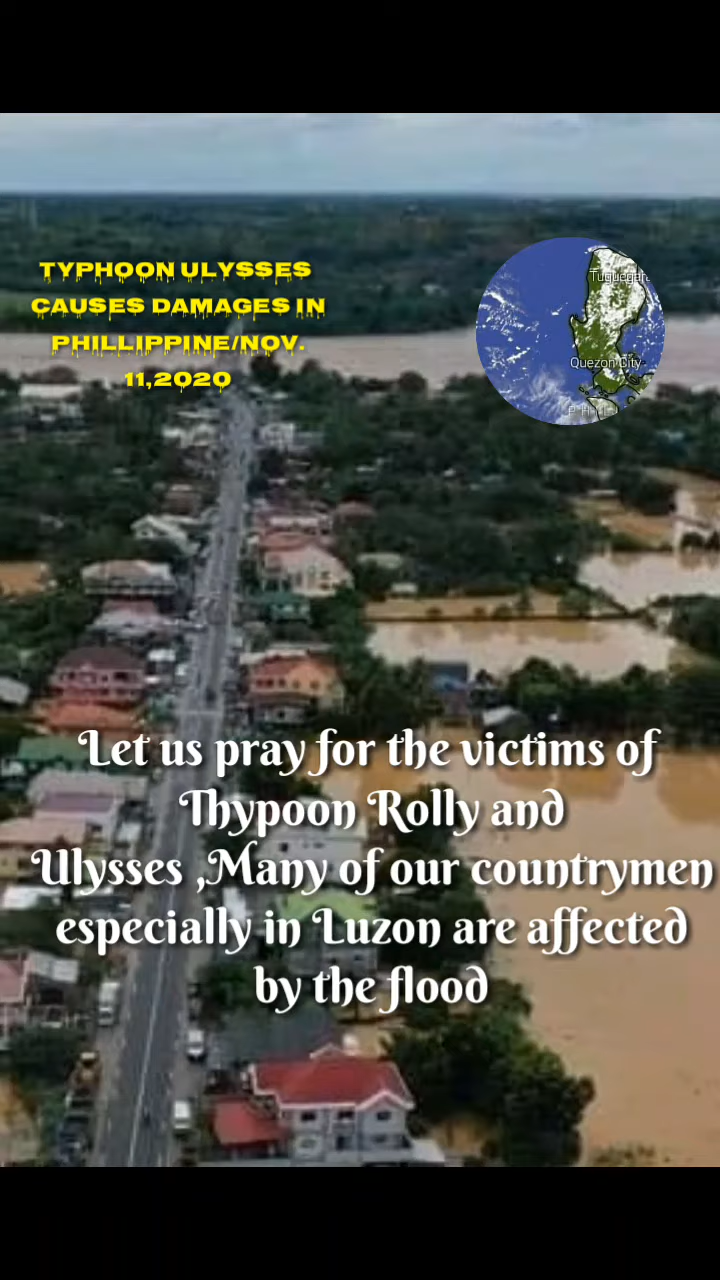 TYPHOON ULYSSES
CAUSES DAMAGES IN
PHILLIPPINE/NOV.
11,2020
Tuguegar
Quezon City
PHIL
Let us pray for the victims of
Thypoon Rolly and
Ulysses ,Many of our countrymen
especially in Luzon are affected
by the flood